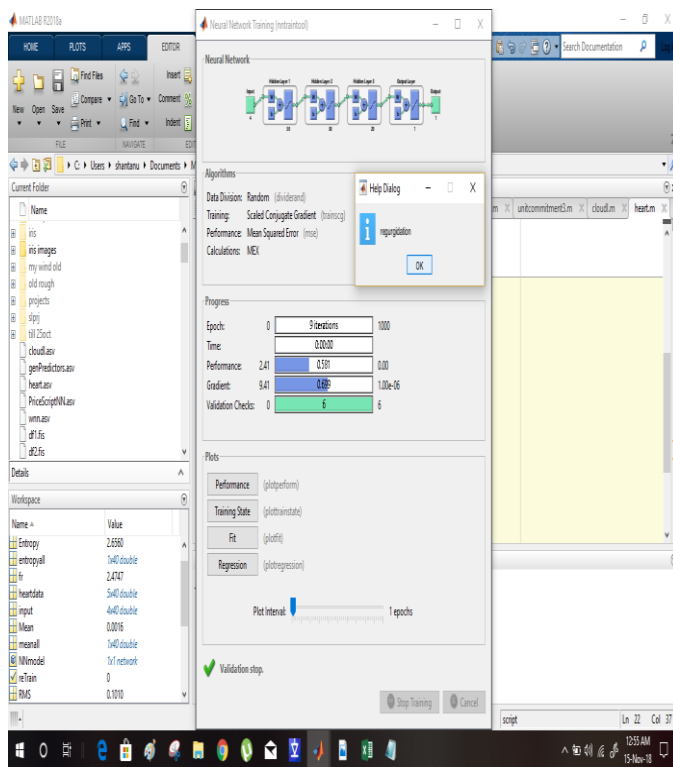 MATLAB R2018a
HOME PLOTS APPS EDITOR
Search Documentation
New Open Save
Find Files
Compare
Print
Go To
Find
Insert
Comment
Indent
FILE NAVIGATE
C: Users shantanu Documents
Current Folder
Name
iris
iris images
my wind old
old rough
projects
slprj
till 25oct
cloudl.asv
genPredictors.asv
heart.asv
PriceScriptNN.asv
wnn.asv
df1.fis
df2.fis
Details
Workspace
Name Value
Entropy 2.6560
entropyall 1x40 double
fr 2.4747
heartdata 5x40 double
input 4x40 double
Mean 0.0016
meanall 1x40 double
NNmodel 1x1 network
reTrain 0
RMS 0.1010
Neural Network Training (nntraintool)
Neural Network
Hidden Layer 1 Hidden Layer 2 Hidden Layer 3 Output Layer
Input Output
Algorithms
Data Division: Random (dividerand)
Training: Scaled Conjugate Gradient (trainscg)
Performance: Mean Squared Error (mse)
Calculations: MEX
Progress
Epoch: 0 9 iterations 1000
Time: 0:00:00
Performance: 2.41 0.581 0.00
Gradient: 9.41 0.699 1.00e-06
Validation Checks: 0 6 6
Plots
Performance (plotperform)
Training State (plottrainstate)
Fit (plotfit)
Regression (plotregression)
Plot Interval: 1 epochs
Validation stop.
Stop Training Cancel
Help Dialog
regurgidation
OK
unitcommitment3.m cloudl.m heart.m
script Ln 22 Col 37
12:55 AM
15-Nov-18